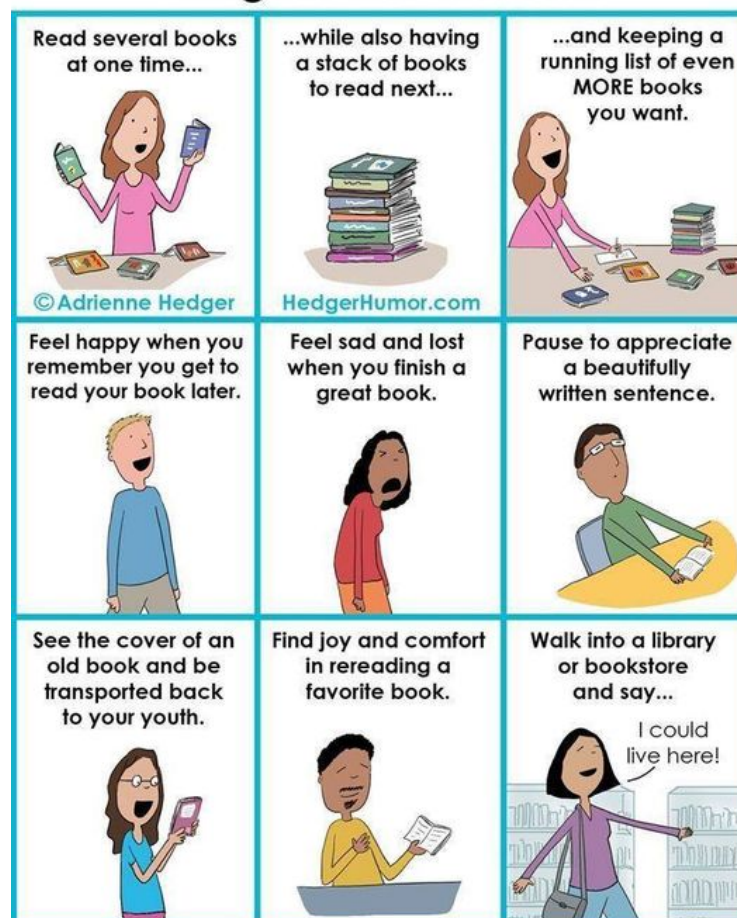 Read several books
at one time...
...while also having
a stack of books
to read next...
...and keeping a
running list of even
MORE books
you want.
© Adrienne Hedger
HedgerHumor.com
Feel happy when you
remember you get to
read your book later.
Feel sad and lost
when you finish a
great book.
Pause to appreciate
a beautifully
written sentence.
See the cover of an
old book and be
transported back
to your youth.
Find joy and comfort
in rereading a
favorite book.
Walk into a library
or bookstore
and say...
I could
live here!